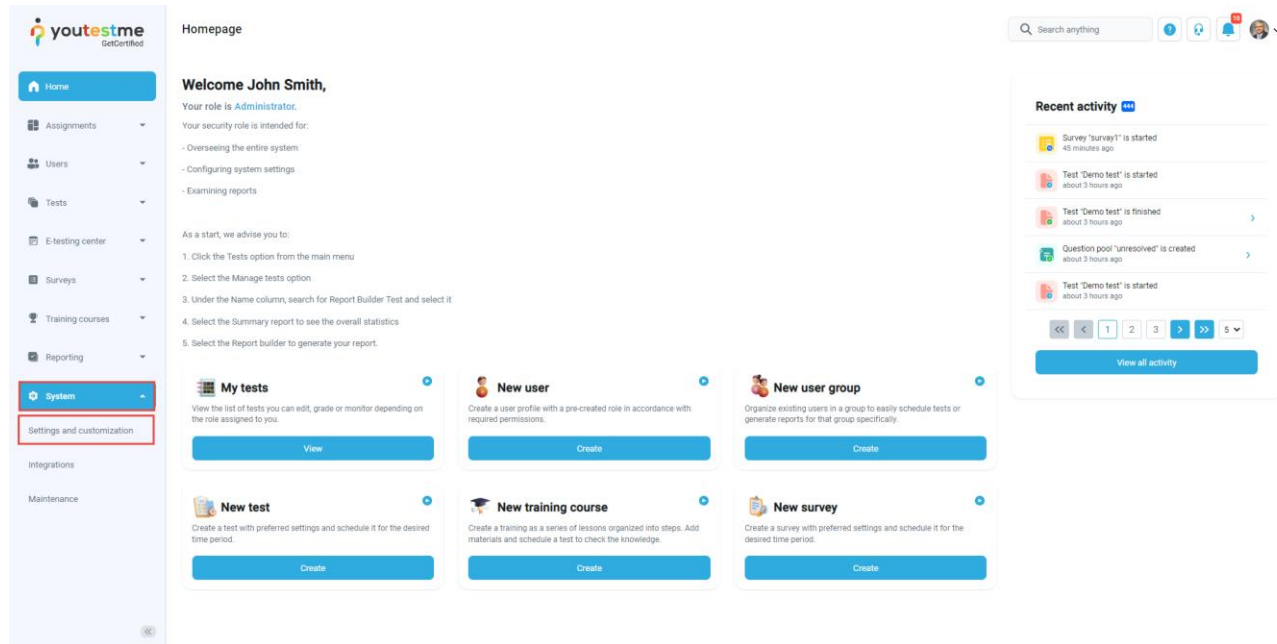 youtestme
GetCertified
Homepage
Search anything
18
Home
Assignments
Users
Tests
E-testing center
Surveys
Training courses
Reporting
System
Settings and customization
Integrations
Maintenance
Welcome John Smith,
Your role is Administrator.
Your security role is intended for:
- Overseeing the entire system
- Configuring system settings
- Examining reports
As a start, we advise you to:
1. Click the Tests option from the main menu
2. Select the Manage tests option
3. Under the Name column, search for Report Builder Test and select it
4. Select the Summary report to see the overall statistics
5. Select the Report builder to generate your report.
My tests
View the list of tests you can edit, grade or monitor depending on
the role assigned to you.
View
New user
Create a user profile with a pre-created role in accordance with
required permissions.
Create
New user group
Organize existing users in a group to easily schedule tests or
generate reports for that group specifically.
Create
New test
Create a test with preferred settings and schedule it for the desired
time period.
Create
New training course
Create a training as a series of lessons organized into steps. Add
materials and schedule a test to check the knowledge.
Create
New survey
Create a survey with preferred settings and schedule it for the
desired time period.
Create
Recent activity 444
Survey "survay1" is started
45 minutes ago
Test "Demo test" is started
about 3 hours ago
Test "Demo test" is finished
about 3 hours ago
Question pool "unresolved" is created
about 3 hours ago
Test "Demo test" is started
about 3 hours ago
1 2 3 5
View all activity